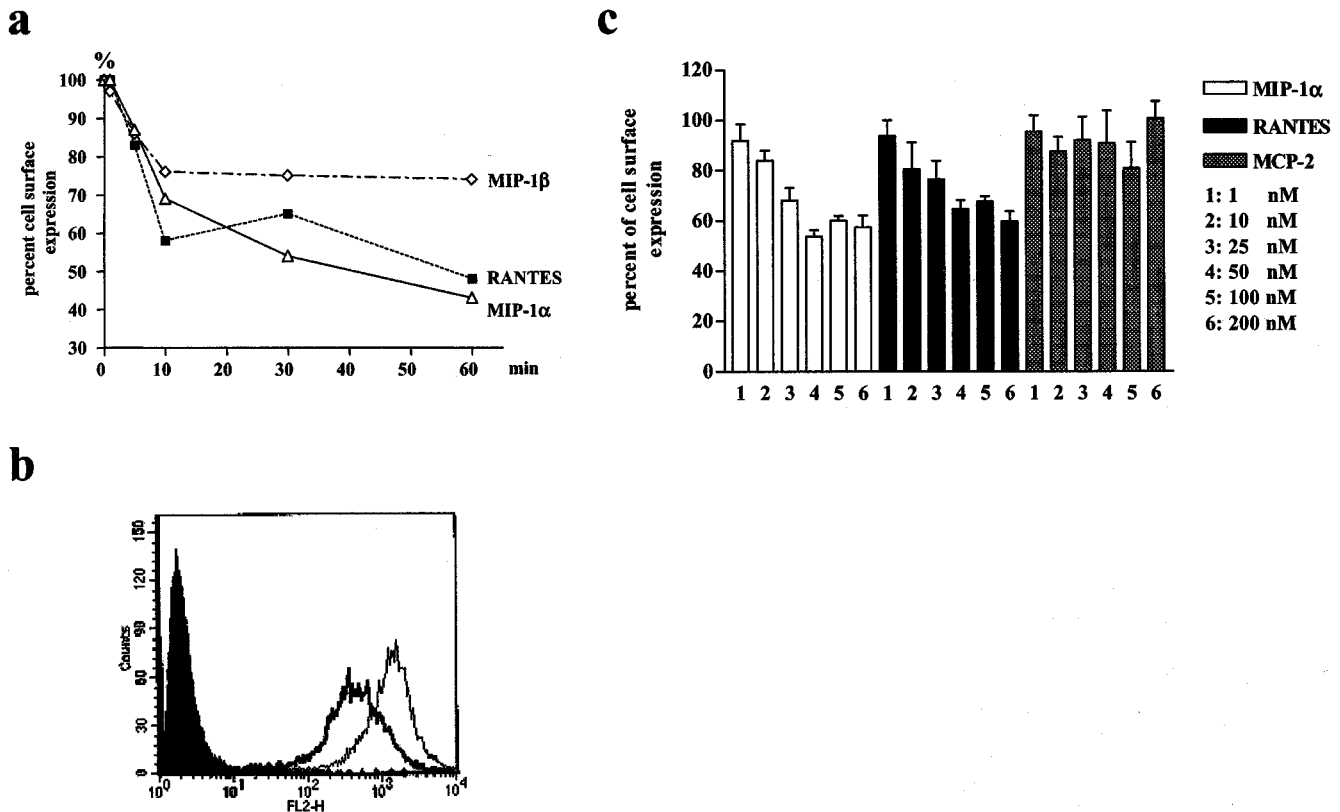 a
%
100
90
80
70
60
50
40
30
percent cell surface
expression
0
10
20
30
40
50
60
min
MIP-1β
RANTES
MIP-1α
c
120
100
80
60
40
20
0
percent of cell surface
expression
1 2 3 4 5 6 1 2 3 4 5 6 1 2 3 4 5 6
MIP-1α
RANTES
MCP-2
1: 1 nM
2: 10 nM
3: 25 nM
4: 50 nM
5: 100 nM
6: 200 nM
b
150
120
90
60
30
0
Counts
10⁰ 10¹ 10² 10³ 10⁴
FL2-H